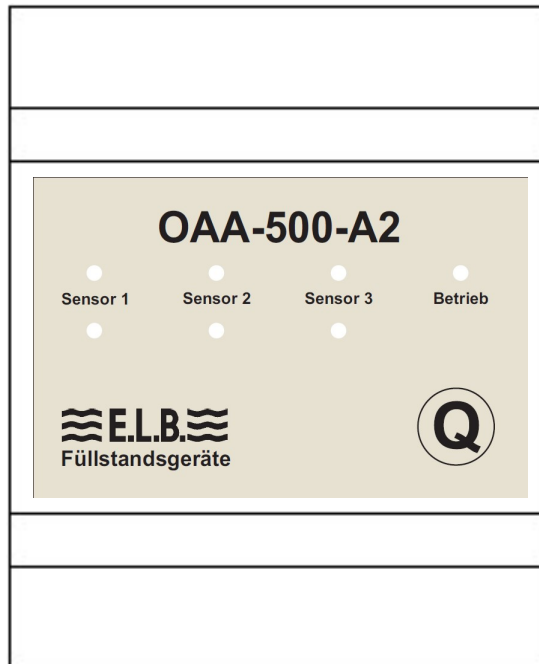 OAA-500-A2
Sensor 1 Sensor 2 Sensor 3 Betrieb
E.L.B.
Füllstandsgeräte
Q